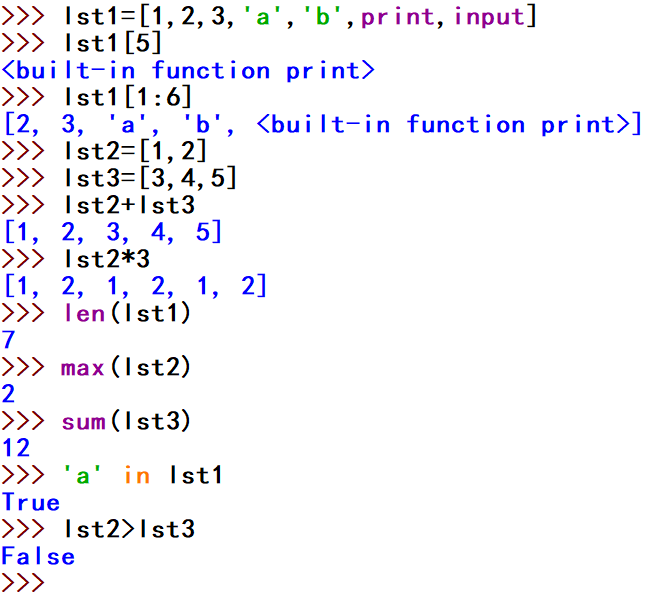 >>> lst1=[1,2,3,'a','b',print,input]
>>> lst1[5]
<built-in function print>
>>> lst1[1:6]
[2, 3, 'a', 'b', <built-in function print>]
>>> lst2=[1,2]
>>> lst3=[3,4,5]
>>> lst2+lst3
[1, 2, 3, 4, 5]
>>> lst2*3
[1, 2, 1, 2, 1, 2]
>>> len(lst1)
7
>>> max(lst2)
2
>>> sum(lst3)
12
>>> 'a' in lst1
True
>>> lst2>lst3
False
>>>